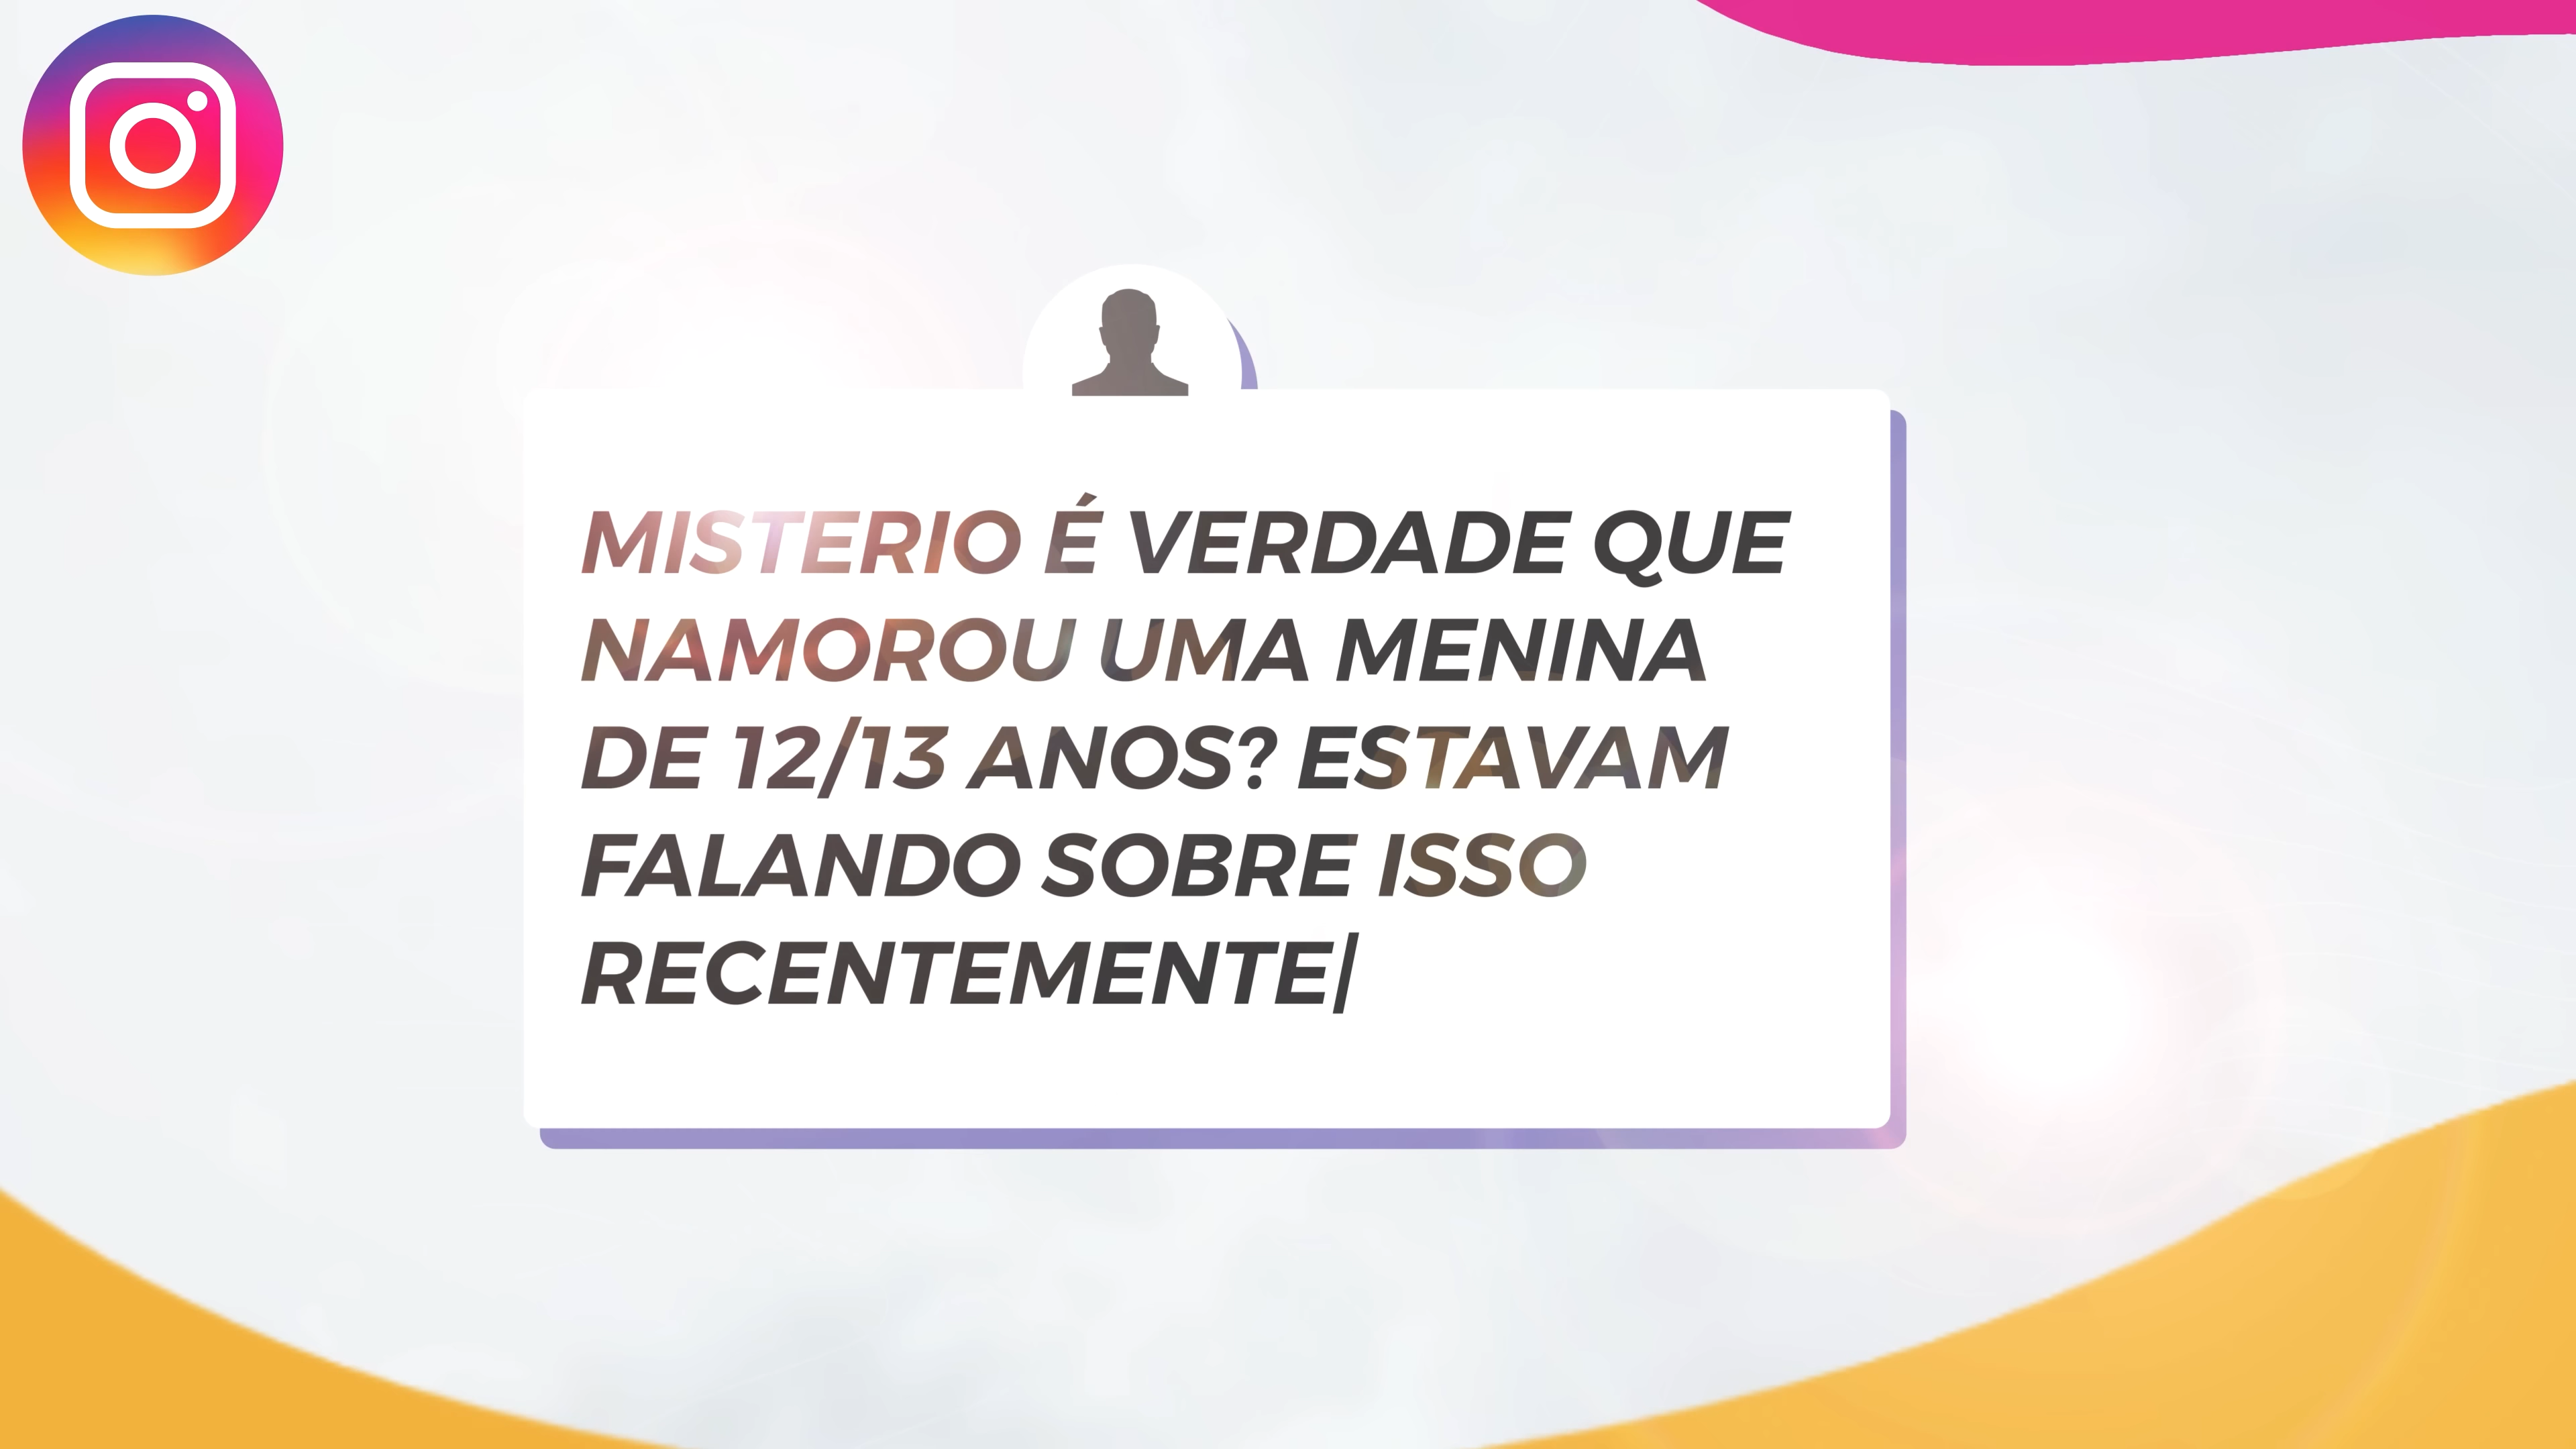 MISTERIO É VERDADE QUE
NAMOROU UMA MENINA
DE 12/13 ANOS? ESTAVAM
FALANDO SOBRE ISSO
RECENTEMENTE|